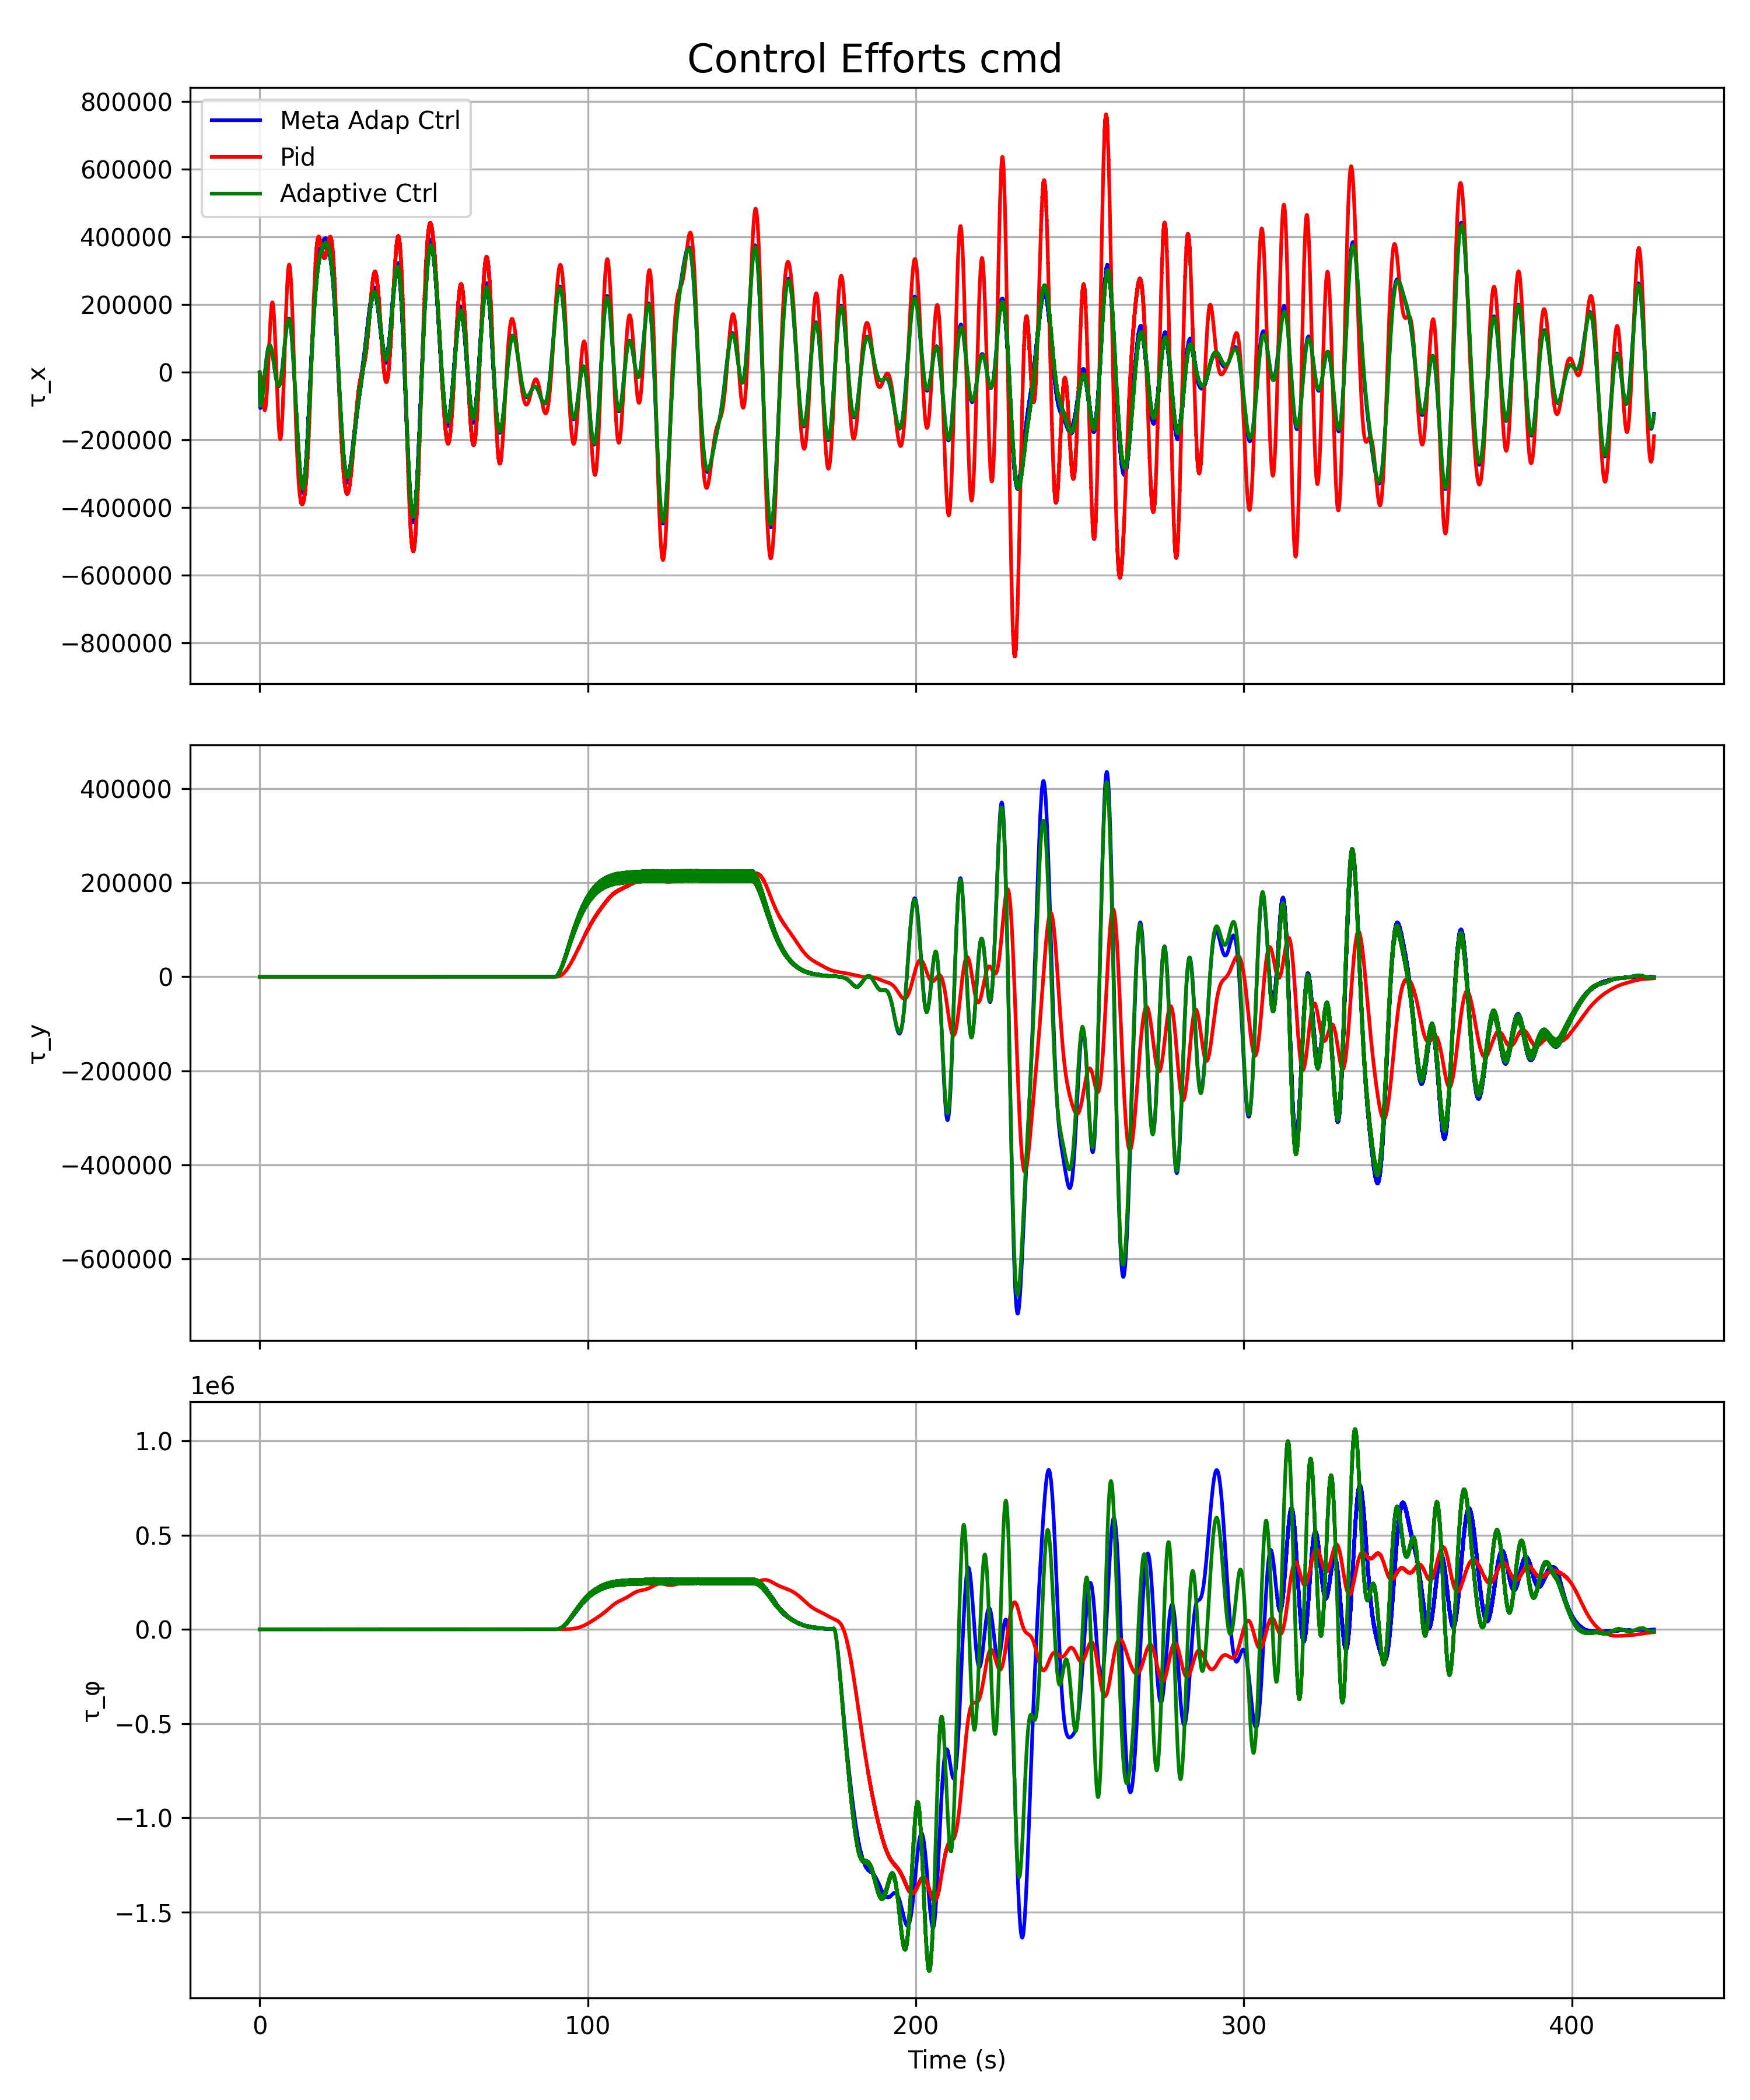 Control Efforts cmd
800000
600000
400000
200000
0
−200000
−400000
−600000
−800000
τ_x
Meta Adap Ctrl
Pid
Adaptive Ctrl
400000
200000
0
−200000
−400000
−600000
τ_y
1e6
1.0
0.5
0.0
−0.5
−1.0
−1.5
τ_φ
0 100 200 300 400
Time (s)